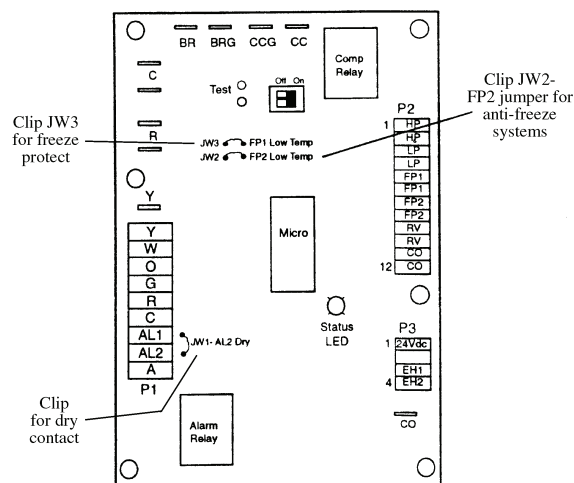 BR BRG CCG CC
C
Test
Off On
Comp
Relay
Clip JW2-
FP2 jumper for
anti-freeze
systems
Clip JW3
for freeze
protect
R
JW3 FP1 Low Temp
JW2 FP2 Low Temp
P2
1 HP
HP
LP
LP
FP1
FP1
FP2
FP2
RV
RV
CO
12 CO
Y
Y
W
O
G
R
C
AL1
AL2
A
P1
Micro
JW1- AL2 Dry
Status
LED
P3
1 24Vdc
EH1
4 EH2
CO
Clip
for dry
contact
Alarm
Relay